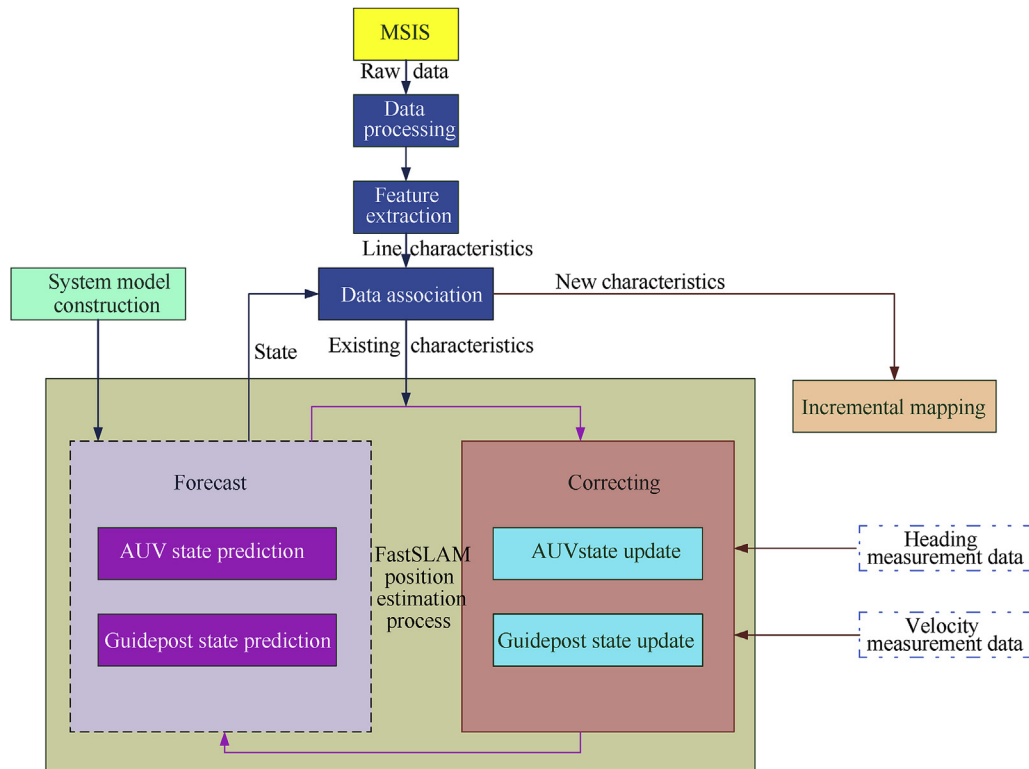 MSIS
Raw data
Data
processing
Feature
extraction
Line characteristics
System model
construction
Data association
New characteristics
State
Existing characteristics
Incremental mapping
Forecast
Correcting
AUV state prediction
AUVstate update
FastSLAM
position
estimation
process
Guidepost state prediction
Guidepost state update
Heading
measurement data
Velocity
measurement data